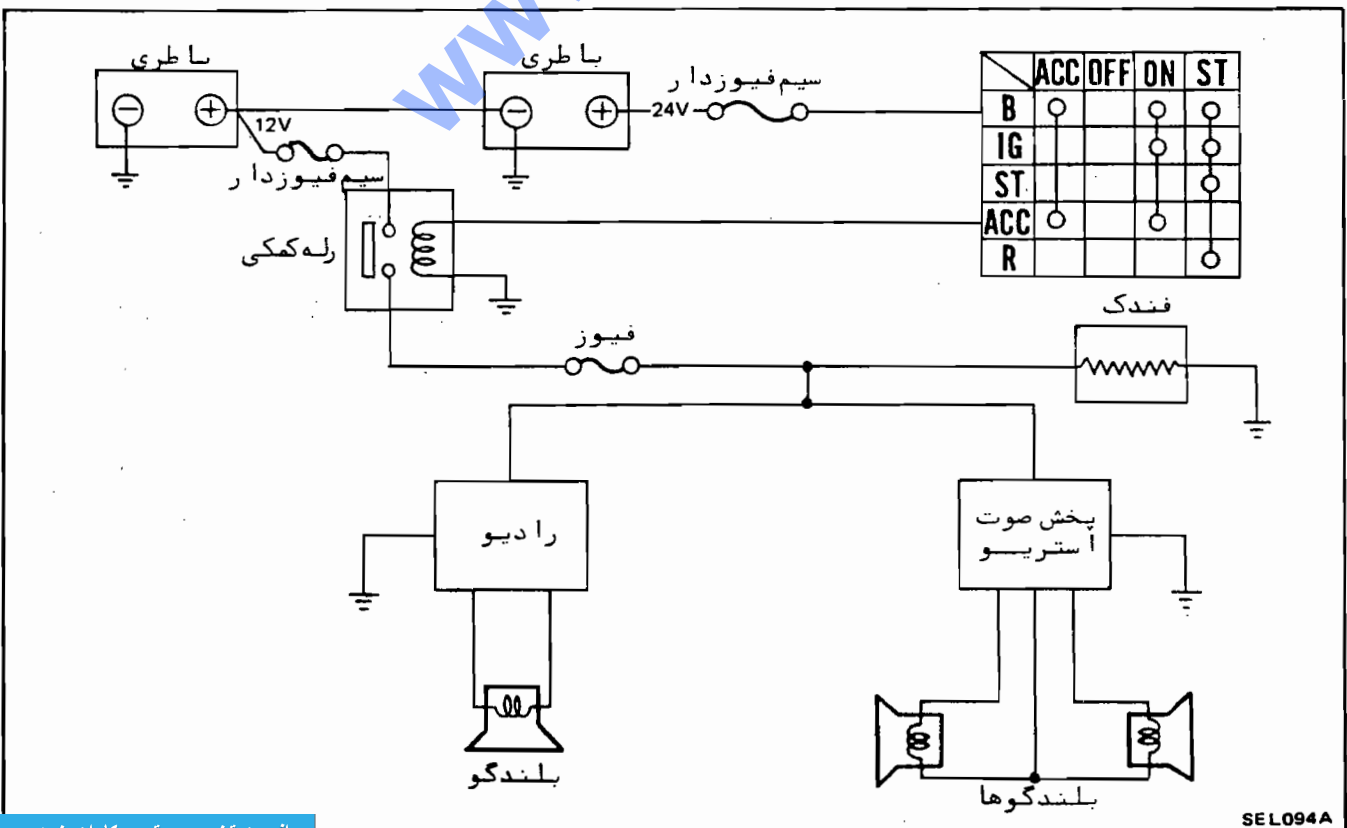 باطری
باطری
سیم فیوزدار
12V
24V
سیم فیوزدار
رله کمکی
ACC OFF ON ST
B
IG
ST
ACC
R
فندک
فیوز
رادیو
پخش صوت
استریو
بلندگو
بلندگوها
SEL094A